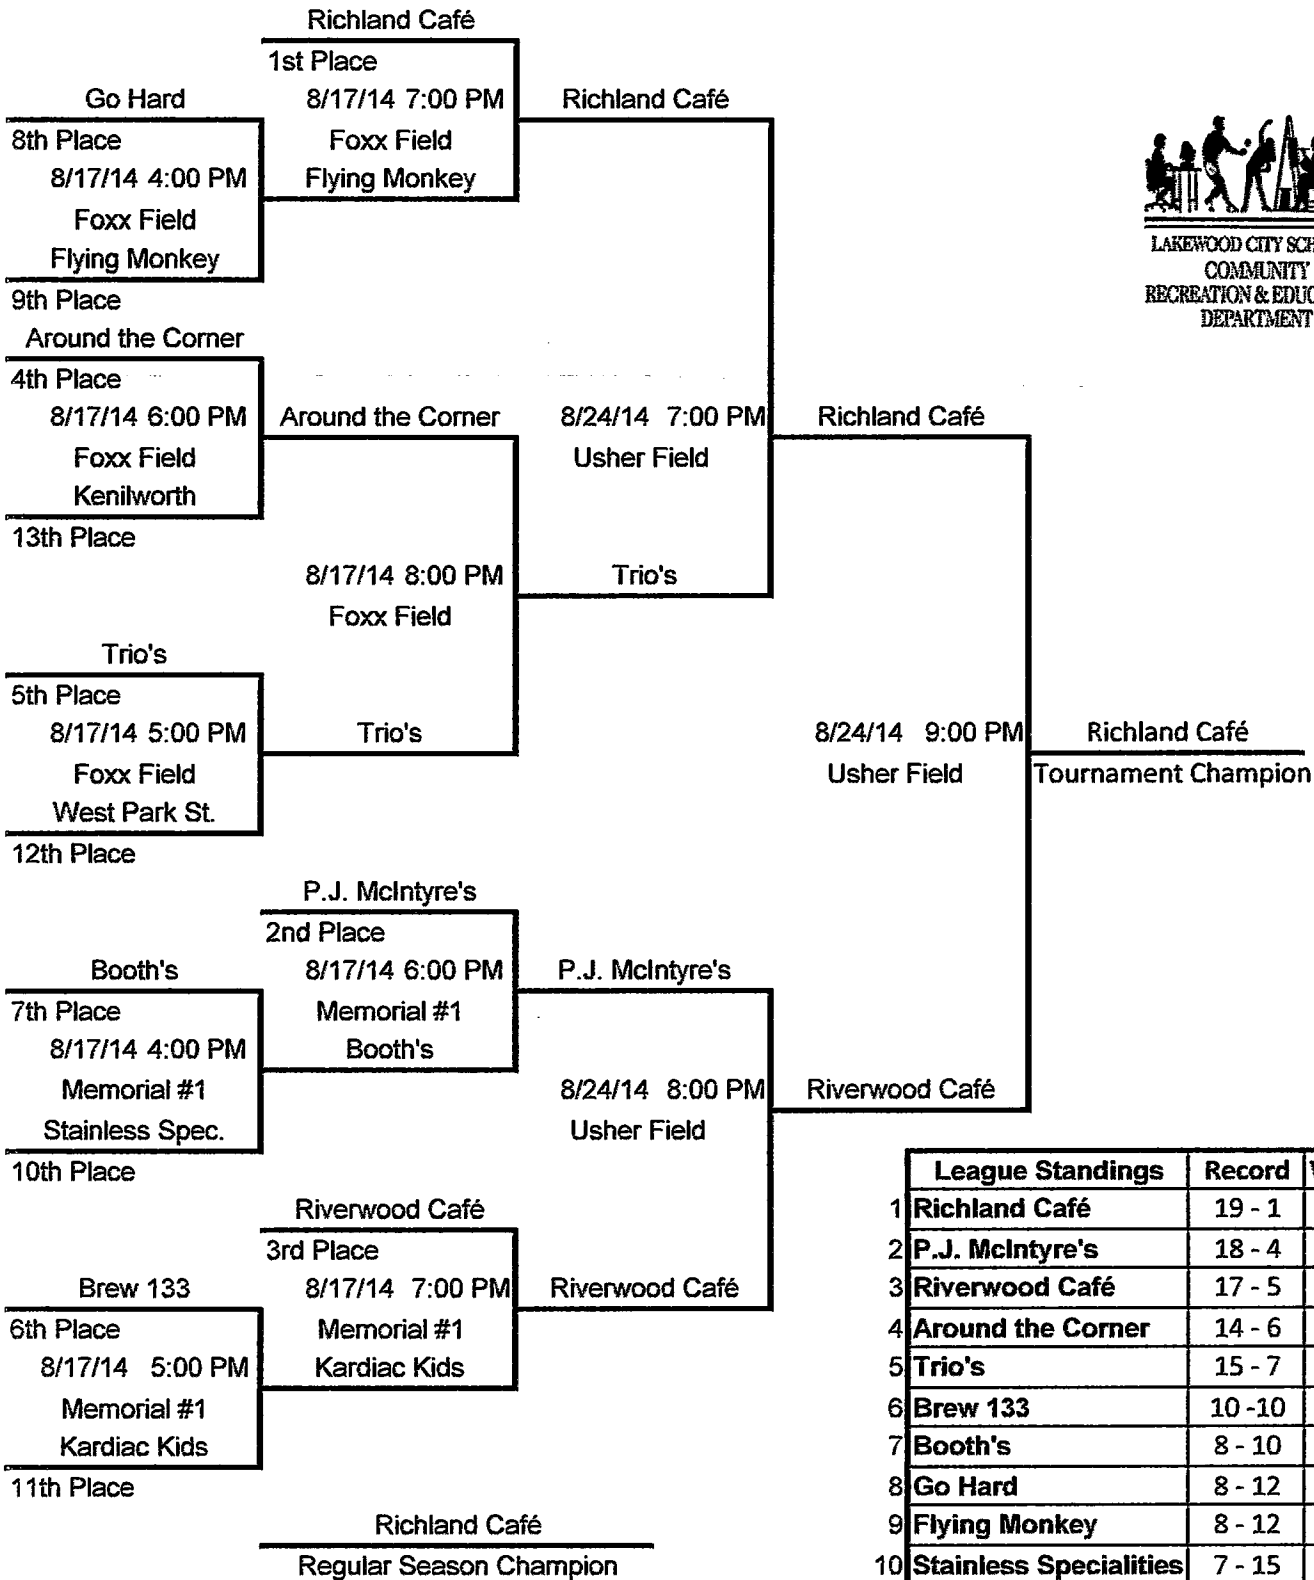 Richland Café
1st Place
8/17/14 7:00 PM
Foxx Field
Flying Monkey
Go Hard
8th Place
8/17/14 4:00 PM
Foxx Field
Flying Monkey
9th Place
Richland Café
Around the Corner
4th Place
8/17/14 6:00 PM
Foxx Field
Kenilworth
13th Place
Around the Corner
8/17/14 8:00 PM
Foxx Field
Trio's
5th Place
8/17/14 5:00 PM
Foxx Field
West Park St.
12th Place
Trio's
8/24/14 7:00 PM
Usher Field
Trio's
Richland Café
P.J. McIntyre's
2nd Place
8/17/14 6:00 PM
Memorial #1
Booth's
Booth's
7th Place
8/17/14 4:00 PM
Memorial #1
Stainless Spec.
10th Place
P.J. McIntyre's
8/24/14 8:00 PM
Usher Field
Riverwood Café
3rd Place
8/17/14 7:00 PM
Memorial #1
Kardiac Kids
Brew 133
6th Place
8/17/14 5:00 PM
Memorial #1
Kardiac Kids
11th Place
Riverwood Café
Riverwood Café
8/24/14 9:00 PM
Usher Field
Richland Café
Tournament Champion
Richland Café
Regular Season Champion
LAKEWOOD CITY
COMMUNITY
RECREATION &
DEPARTMENT
League Standings Record
1 Richland Café 19 - 1
2 P.J. McIntyre's 18 - 4
3 Riverwood Café 17 - 5
4 Around the Corner 14 - 6
5 Trio's 15 - 7
6 Brew 133 10 -10
7 Booth's 8 - 10
8 Go Hard 8 - 12
9 Flying Monkey 8 - 12
10 Stainless Specialities 7 - 15